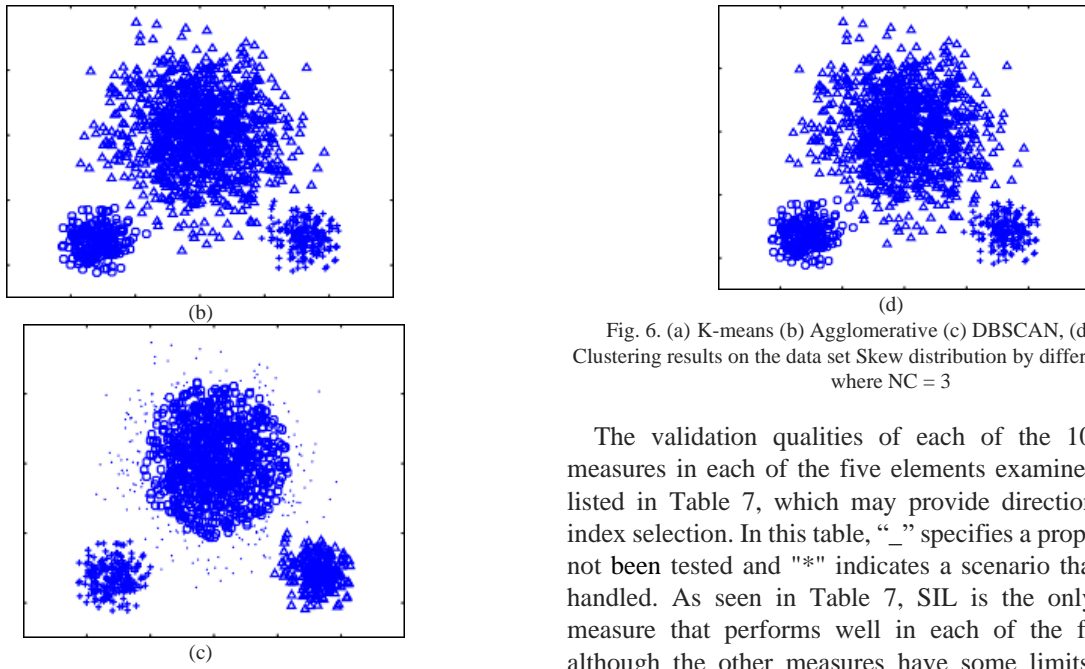 (b)
(c)
(d)
Fig. 6. (a) K-means (b) Agglomerative (c) DBSCAN, (d
Clustering results on the data set Skew distribution by differ
where NC = 3
The validation qualities of each of the 10
measures in each of the five elements examine
listed in Table 7, which may provide direction
index selection. In this table, “_” specifies a prop
not been tested and "*" indicates a scenario tha
handled. As seen in Table 7, SIL is the only
measure that performs well in each of the f
although the other measures have some limits